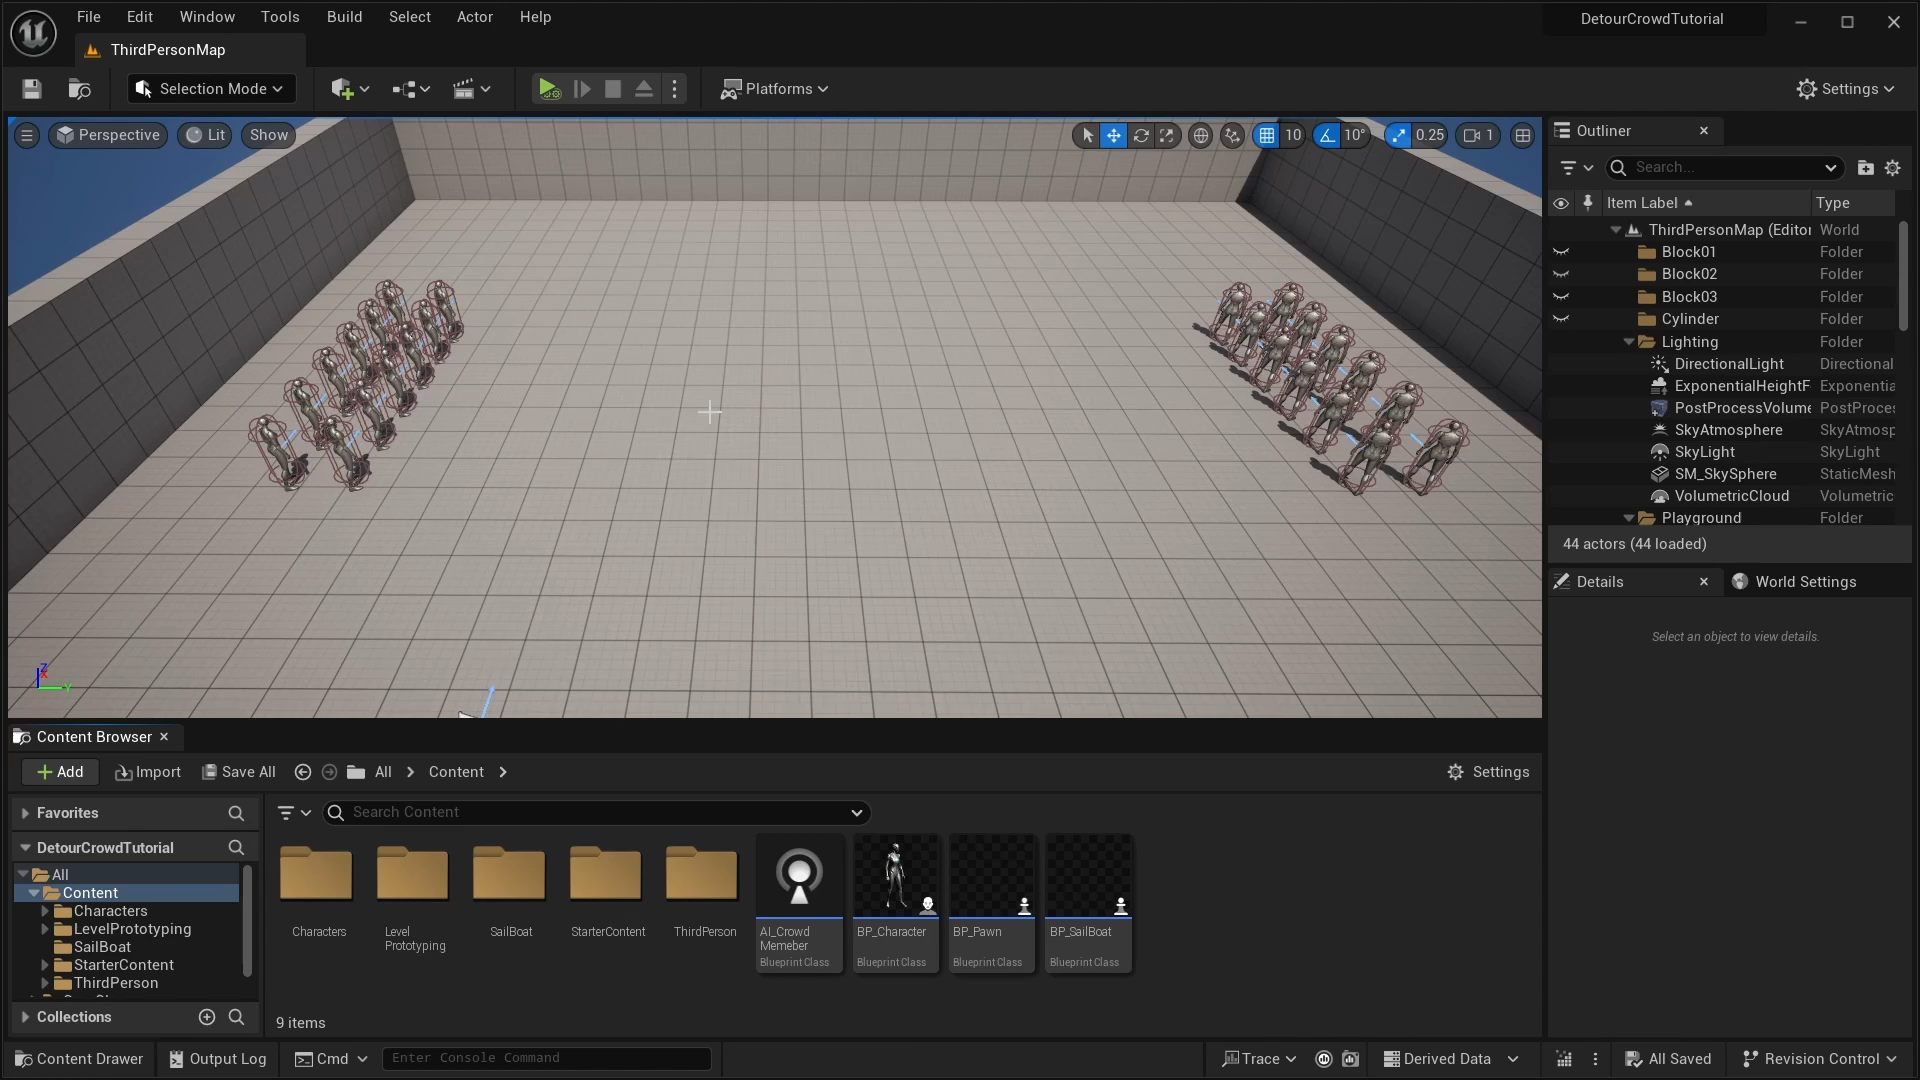 File Edit Window Tools Build Select Actor Help
DetourCrowdTutorial
ThirdPersonMap
Selection Mode
Platforms
Settings
Perspective
Lit
Show
10
10°
0.25
1
Outliner
Search...
Item Label
Type
ThirdPersonMap (Editor World
Block01 Folder
Block02 Folder
Block03 Folder
Cylinder Folder
Lighting Folder
DirectionalLight Directional
ExponentialHeightF Exponentia
PostProcessVolume PostProces
SkyAtmosphere SkyAtmosp
SkyLight SkyLight
SM_SkySphere StaticMesh
VolumetricCloud Volumetric
Playground Folder
44 actors (44 loaded)
Details
World Settings
Select an object to view details.
Z
X
Y
Content Browser
Add
Import
Save All
All
Content
Settings
Favorites
Search Content
DetourCrowdTutorial
All
Content
Characters
LevelPrototyping
SailBoat
StarterContent
ThirdPerson
Characters
Level
Prototyping
SailBoat
StarterContent
ThirdPerson
AI_Crowd
Memeber
Blueprint Class
BP_Character
Blueprint Class
BP_Pawn
Blueprint Class
BP_SailBoat
Blueprint Class
Collections
9 items
Content Drawer
Output Log
Cmd
Enter Console Command
Trace
Derived Data
All Saved
Revision Control